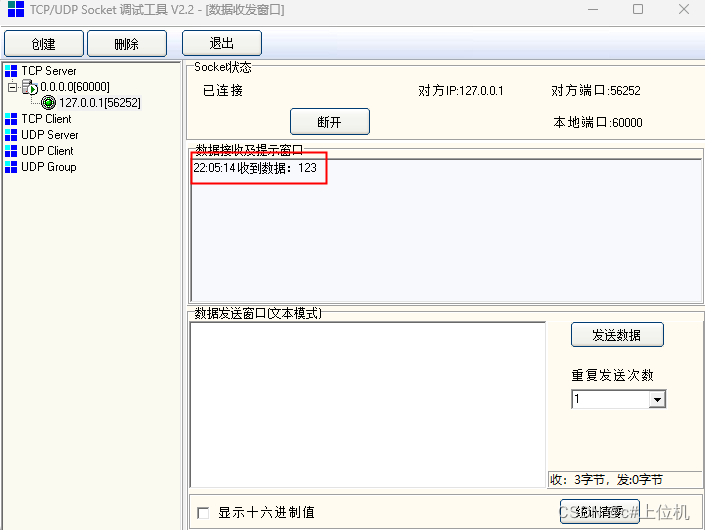 TCP/UDP Socket 调试工具 V2.2 - [数据收发窗口]
创建 删除 退出
TCP Server
0.0.0.0[60000]
127.0.0.1[56252]
TCP Client
UDP Server
UDP Client
UDP Group
Socket状态
已连接 对方IP:127.0.0.1 对方端口:56252
断开 本地端口:60000
数据接收及提示窗口
22:05:14 收到数据：123
数据发送窗口(文本模式)
发送数据
重复发送次数
1
收：3字节，发:0字节
显示十六进制值
统计清零
CSDN @c#上位机